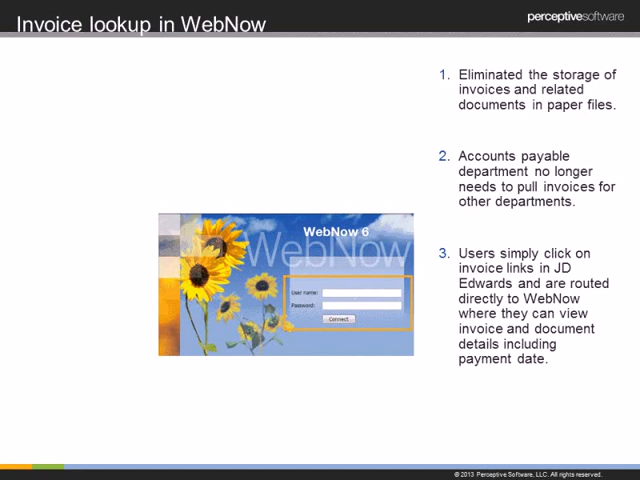 Invoice lookup in WebNow
perceptivesoftware
1. Eliminated the storage of
invoices and related
documents in paper files.
2. Accounts payable
department no longer
needs to pull invoices for
other departments.
3. Users simply click on
invoice links in JD
Edwards and are routed
directly to WebNow
where they can view
invoice and document
details including
payment date.
WebNow 6
WebNow
User name:
Password:
Connect
© 2013 Perceptive Software, LLC. All rights reserved.